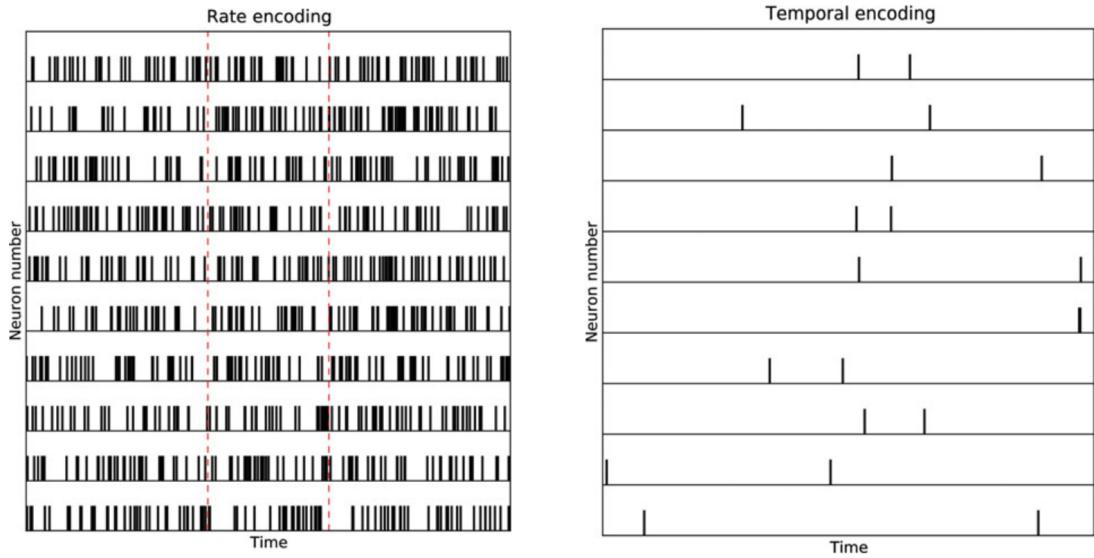 Rate encoding
Neuron number
Time
Temporal encoding
Neuron number
Time